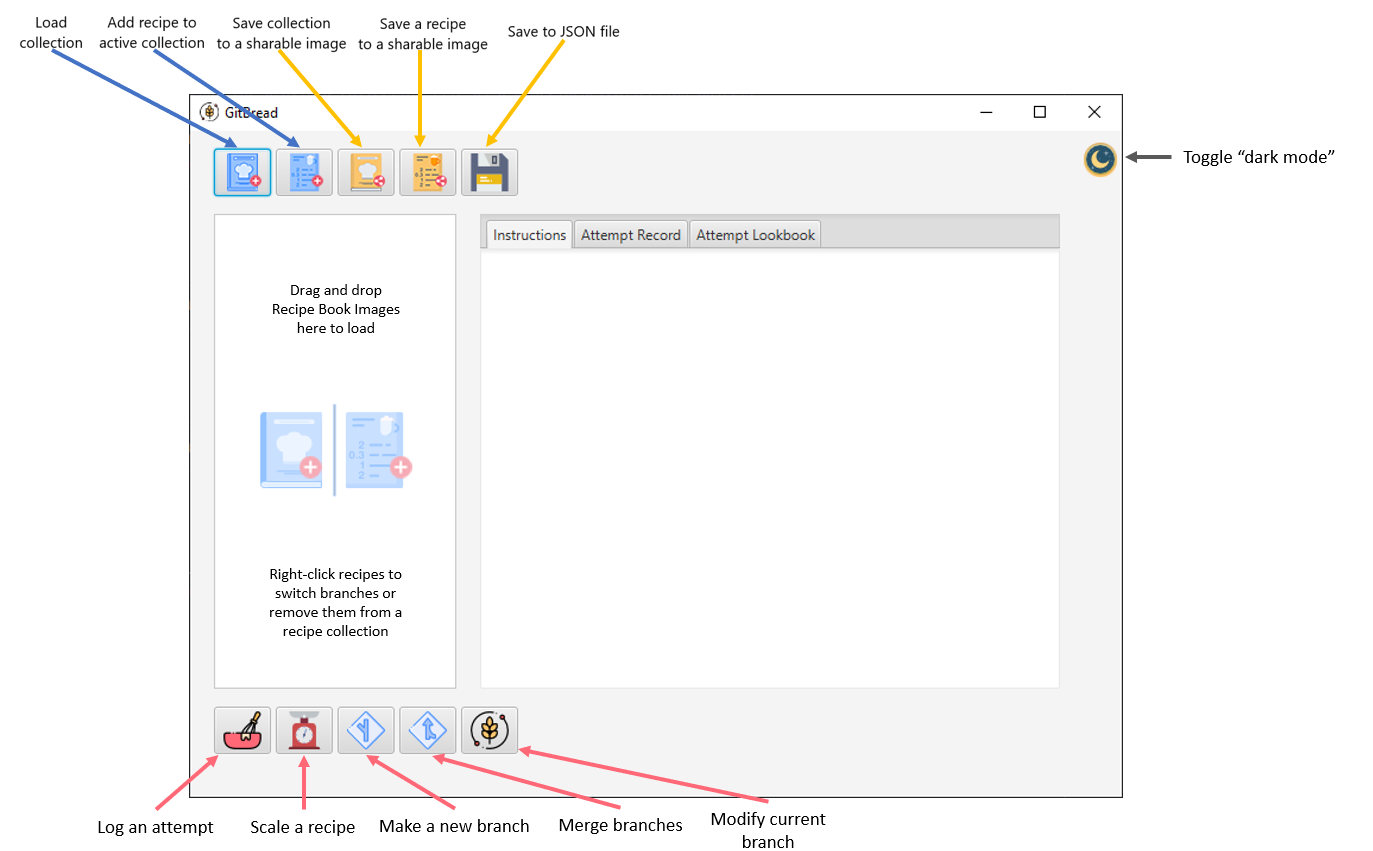 Load
collection
Add recipe to
active collection
Save collection
to a sharable image
Save a recipe
to a sharable image
Save to JSON file
GitBread
Toggle “dark mode”
Instructions
Attempt Record
Attempt Lookbook
Drag and drop
Recipe Book Images
here to load
2
0.3
1
2
Right-click recipes to
switch branches or
remove them from a
recipe collection
Log an attempt
Scale a recipe
Make a new branch
Merge branches
Modify current
branch